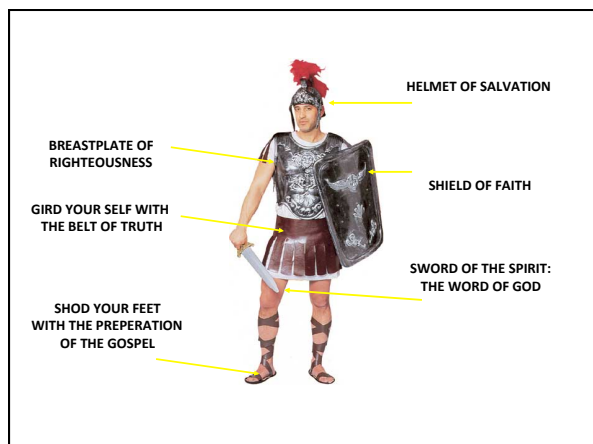 HELMET OF SALVATION
BREASTPLATE OF
RIGHTEOUSNESS
SHIELD OF FAITH
GIRD YOUR SELF WITH
THE BELT OF TRUTH
SWORD OF THE SPIRIT:
THE WORD OF GOD
SHOD YOUR FEET
WITH THE PREPERATION
OF THE GOSPEL